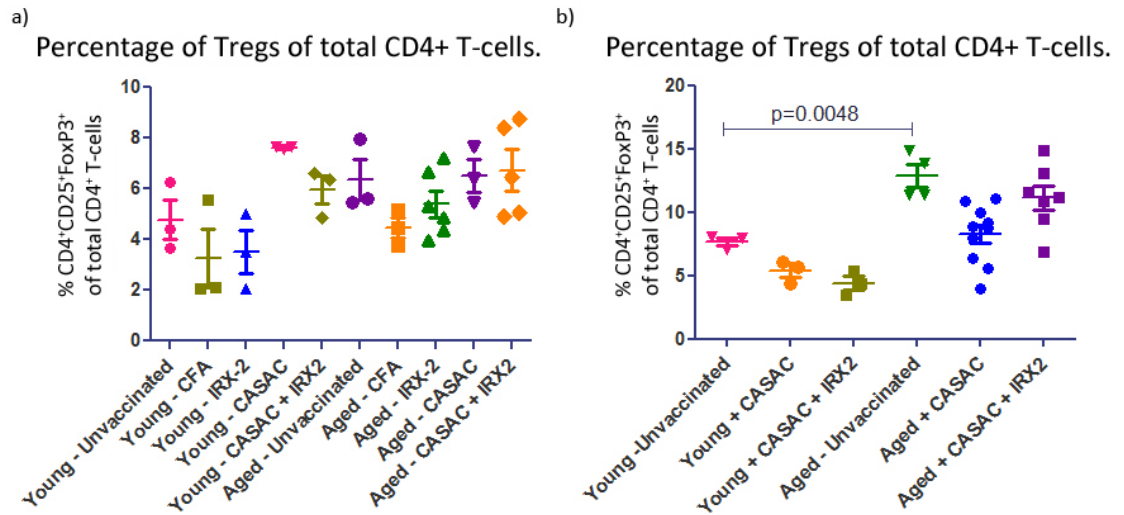 a)
Percentage of Tregs of total CD4+ T-cells.
% CD4⁺CD25⁺FoxP3⁺
of total CD4⁺ T-cells
10
8
6
4
2
0
Young - Unvaccinated
Young - CFA
Young - IRX-2
Young - CASAC
Young - CASAC + IRX2
Aged - Unvaccinated
Aged - CFA
Aged - IRX-2
Aged - CASAC
Aged - CASAC + IRX2
b)
Percentage of Tregs of total CD4+ T-cells.
% CD4⁺CD25⁺FoxP3⁺
of total CD4⁺ T-cells
20
15
10
5
0
p=0.0048
Young -Unvaccinated
Young + CASAC
Young + CASAC + IRX2
Aged - Unvaccinated
Aged + CASAC
Aged + CASAC + IRX2